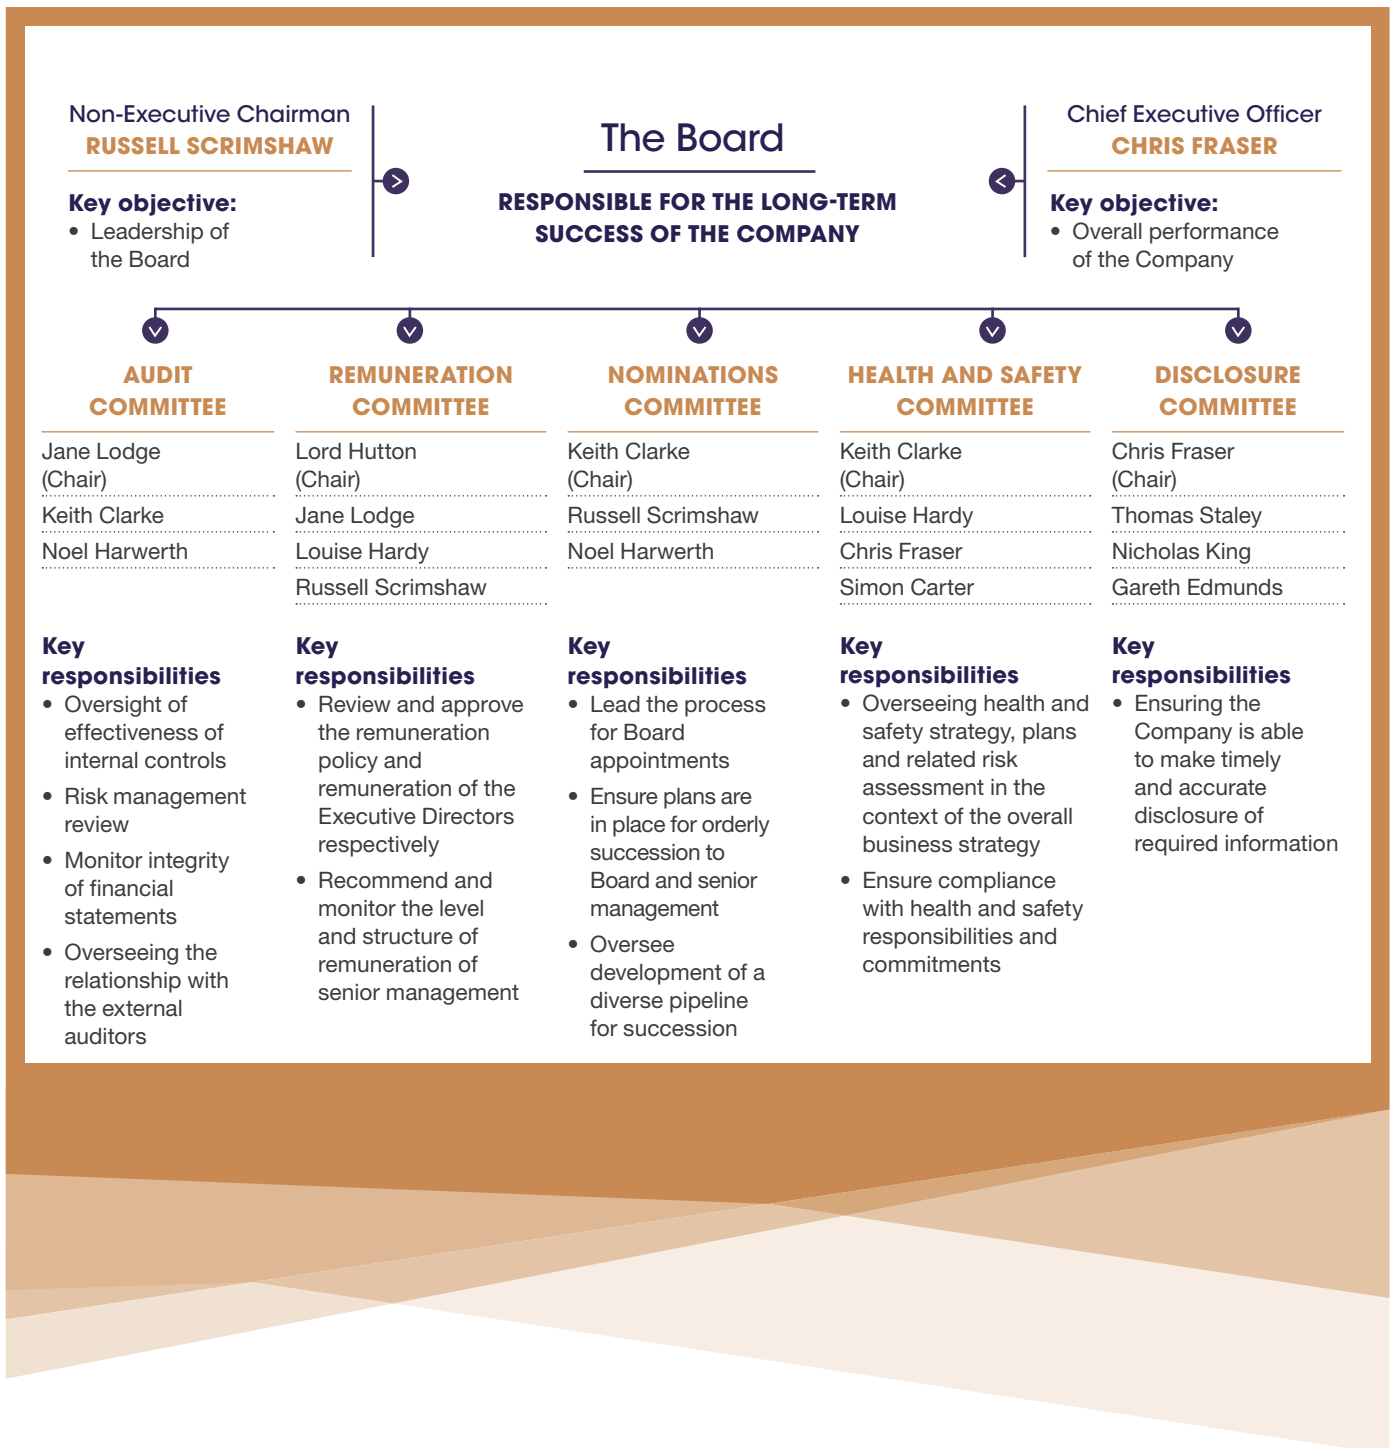 Non-Executive Chairman
RUSSELL SCRIMSHAW
Key objective:
• Leadership of
the Board
The Board
RESPONSIBLE FOR THE LONG-TERM
SUCCESS OF THE COMPANY
Chief Executive Officer
CHRIS FRASER
Key objective:
• Overall performance
of the Company
AUDIT
COMMITTEE
Jane Lodge
(Chair)
Keith Clarke
Noel Harwerth
Key
responsibilities
• Oversight of
effectiveness of
internal controls
• Risk management
review
• Monitor integrity
of financial
statements
• Overseeing the
relationship with
the external
auditors
REMUNERATION
COMMITTEE
Lord Hutton
(Chair)
Jane Lodge
Louise Hardy
Russell Scrimshaw
Key
responsibilities
• Review and approve
the remuneration
policy and
remuneration of the
Executive Directors
respectively
• Recommend and
monitor the level
and structure of
remuneration of
senior management
NOMINATIONS
COMMITTEE
Keith Clarke
(Chair)
Russell Scrimshaw
Noel Harwerth
Key
responsibilities
• Lead the process
for Board
appointments
• Ensure plans are
in place for orderly
succession to
Board and senior
management
• Oversee
development of a
diverse pipeline
for succession
HEALTH AND SAFETY
COMMITTEE
Keith Clarke
(Chair)
Louise Hardy
Chris Fraser
Simon Carter
Key
responsibilities
• Overseeing health and
safety strategy, plans
and related risk
assessment in the
context of the overall
business strategy
• Ensure compliance
with health and safety
responsibilities and
commitments
DISCLOSURE
COMMITTEE
Chris Fraser
(Chair)
Thomas Staley
Nicholas King
Gareth Edmunds
Key
responsibilities
• Ensuring the
Company is able
to make timely
and accurate
disclosure of
required information